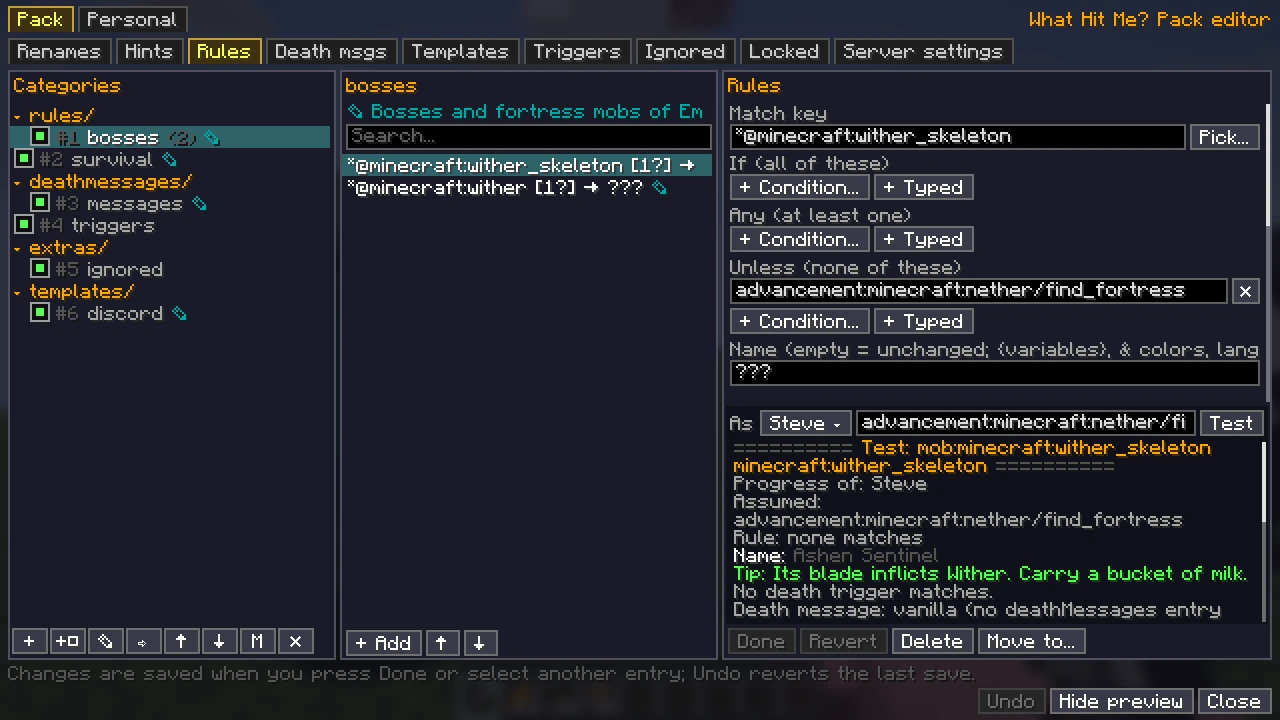 Pack Personal What Hit Me? Pack editor
Renames Hints Rules Death msgs Templates Triggers Ignored Locked Server settings
Categories
- rules/
#1 bosses (2)
#2 survival
- deathmessages/
#3 messages
#4 triggers
- extras/
#5 ignored
- templates/
#6 discord
+ +□ ✎ ⇨ ↑ ↓ M ×
bosses
✎ Bosses and fortress mobs of Em
Search...
*@minecraft:wither_skeleton [1?] →
*@minecraft:wither [1?] → ???
+ Add ↑ ↓
Rules
Match key
*@minecraft:wither_skeleton Pick...
If (all of these)
+ Condition... + Typed
Any (at least one)
+ Condition... + Typed
Unless (none of these)
advancement:minecraft:nether/find_fortress ×
+ Condition... + Typed
Name (empty = unchanged; {variables}, & colors, lang
???
As Steve - advancement:minecraft:nether/fi Test
========== Test: mob:minecraft:wither_skeleton
minecraft:wither_skeleton ==========
Progress of: Steve
Assumed:
advancement:minecraft:nether/find_fortress
Rule: none matches
Name: Ashen Sentinel
Tip: Its blade inflicts Wither. Carry a bucket of milk.
No death trigger matches.
Death message: vanilla (no deathMessages entry
Done Revert Delete Move to...
Changes are saved when you press Done or select another entry; Undo reverts the last save.
Undo Hide preview Close